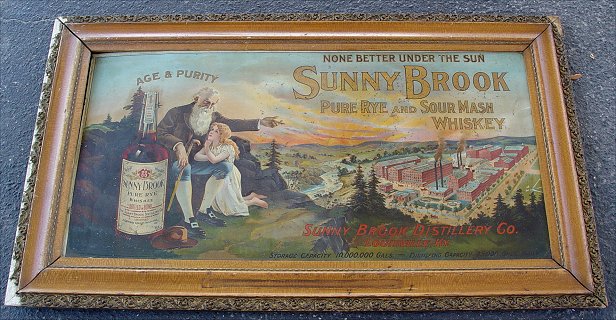 NONE BETTER UNDER THE SUN
AGE & PURITY
SUNNY BROOK
PURE RYE AND SOUR MASH
WHISKEY
SUNNY BROOK
PURE RYE
WHISKEY
SUNNY BROOK DISTILLERY CO.
STORAGE CAPACITY 10,000,000 GALS.
CAPACITY